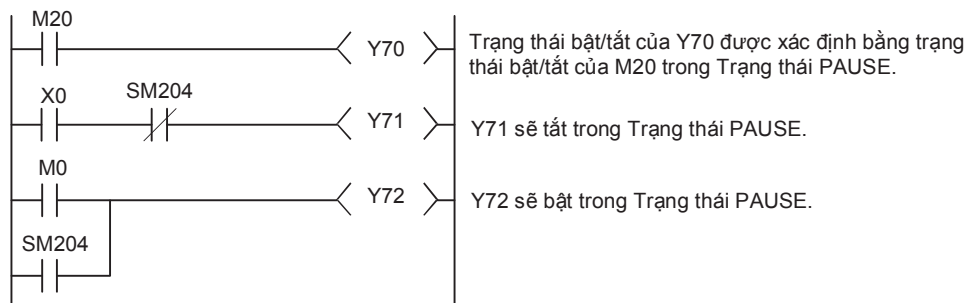 M20
Y70
Trạng thái bật/tắt của Y70 được xác định bằng trạng
thái bật/tắt của M20 trong Trạng thái PAUSE.
X0
SM204
Y71
Y71 sẽ tắt trong Trạng thái PAUSE.
M0
Y72
Y72 sẽ bật trong Trạng thái PAUSE.
SM204